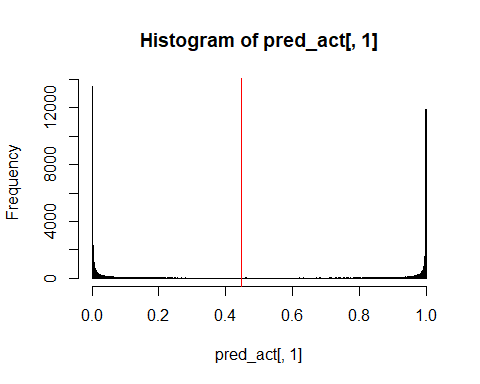 Histogram of pred_act[, 1]
Frequency
12000
8000
4000
0
0.0 0.2 0.4 0.6 0.8 1.0
pred_act[, 1]